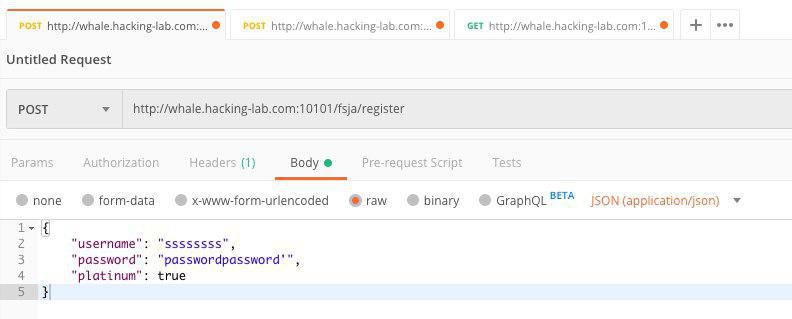 POST http://whale.hacking-lab.com:... POST http://whale.hacking-lab.com:... GET http://whale.hacking-lab.com:1... + •••
Untitled Request
POST http://whale.hacking-lab.com:10101/fsja/register
Params Authorization Headers (1) Body Pre-request Script Tests
none form-data x-www-form-urlencoded raw binary GraphQL BETA JSON (application/json)
1 {
2 "username": "ssssssss",
3 "password": "passwordpassword'",
4 "platinum": true
5 }